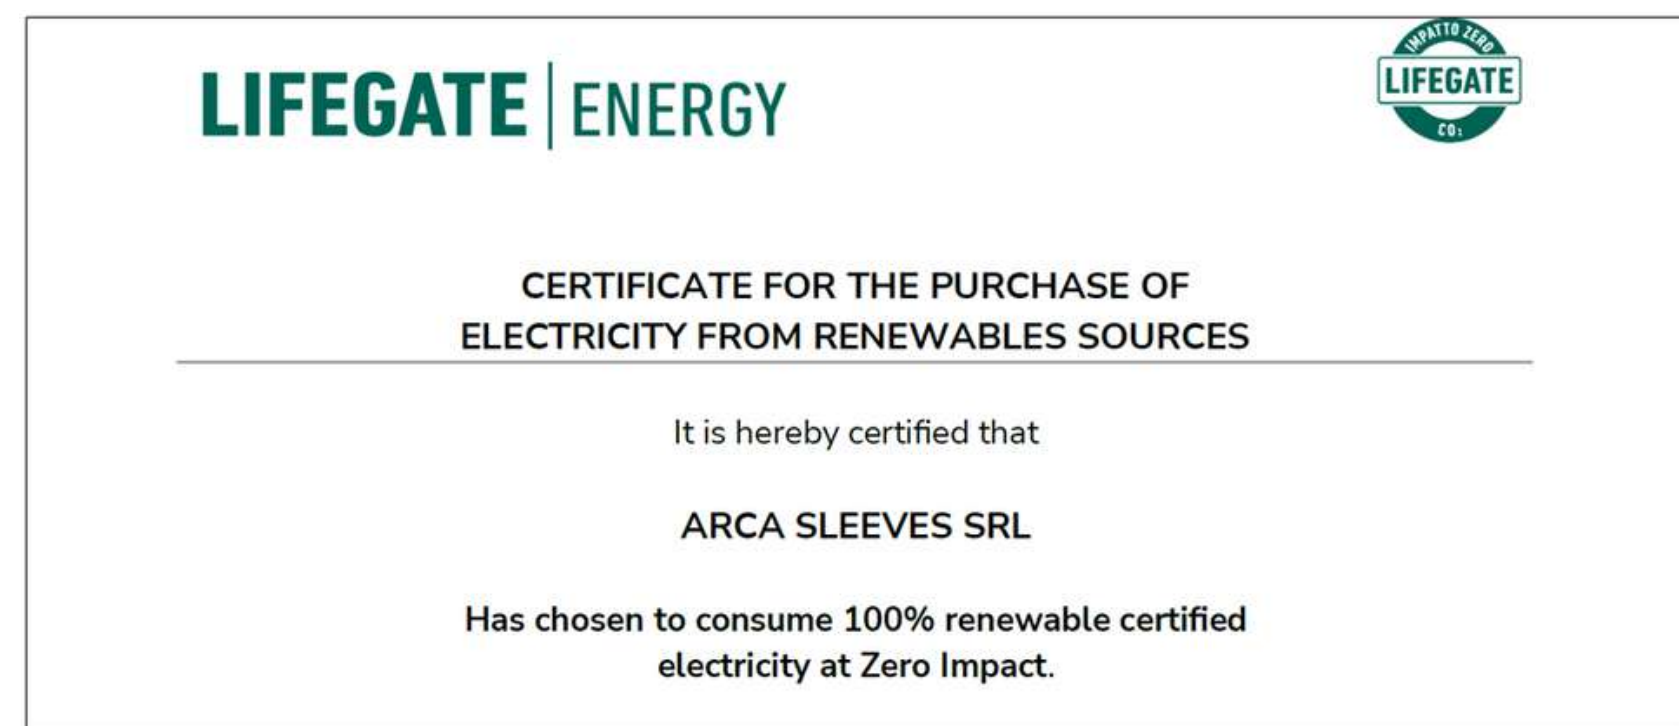 LIFEGATE | ENERGY
IMPATTO ZERO
LIFEGATE
CO₂
CERTIFICATE FOR THE PURCHASE OF
ELECTRICITY FROM RENEWABLES SOURCES
It is hereby certified that
ARCA SLEEVES SRL
Has chosen to consume 100% renewable certified
electricity at Zero Impact.